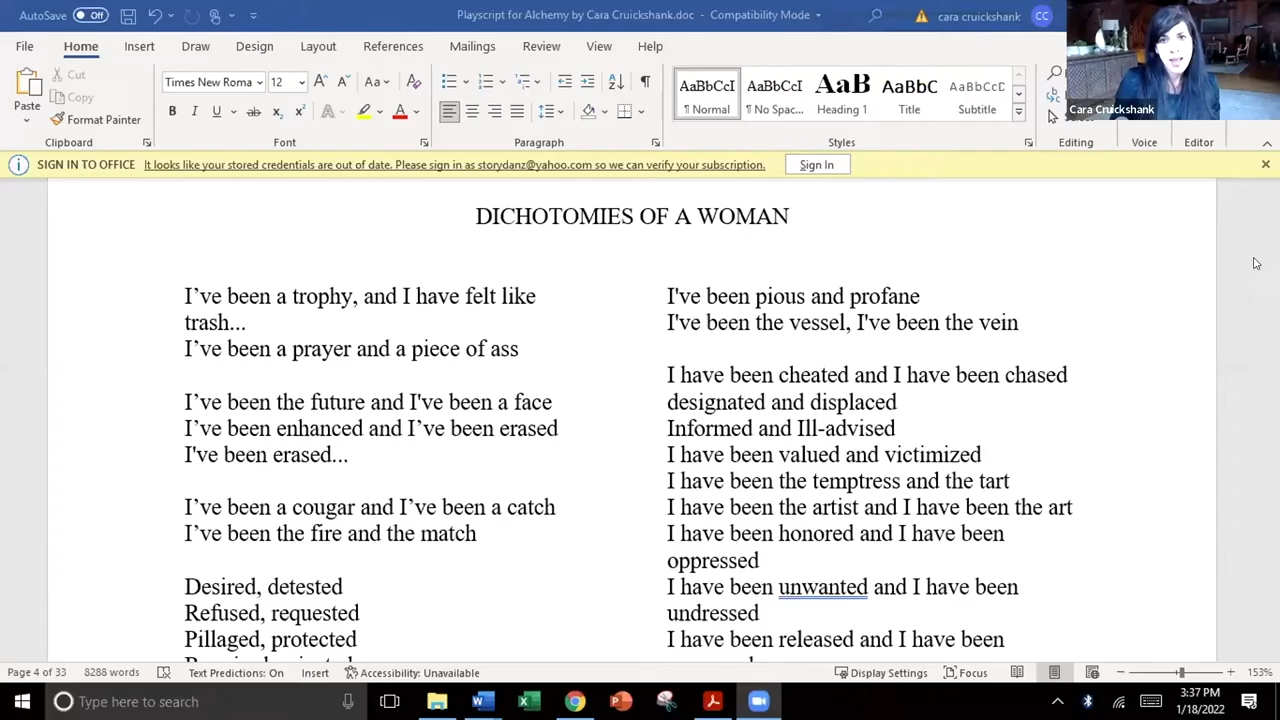 AutoSave Off
Playscript for Alchemy by Cara Cruickshank.doc - Compatibility Mode
cara cruickshank CC
File Home Insert Draw Design Layout References Mailings Review View Help
Paste
Cut
Copy
Format Painter
Clipboard
Times New Roma 12
Aa
B I U ab x₂ x² A A
Font
Paragraph
AaBbCcI
¶ Normal
AaBbCcI
¶ No Spac...
AaB
Heading 1
AaBbC
Title
AaBbCcD
Subtitle
Styles
Editing
Voice
Editor
Cara Cruickshank
SIGN IN TO OFFICE It looks like your stored credentials are out of date. Please sign in as storydanz@yahoo.com so we can verify your subscription. Sign In
DICHOTOMIES OF A WOMAN
I’ve been a trophy, and I have felt like
trash...
I’ve been a prayer and a piece of ass
I’ve been the future and I've been a face
I’ve been enhanced and I’ve been erased
I've been erased...
I’ve been a cougar and I’ve been a catch
I’ve been the fire and the match
Desired, detested
Refused, requested
Pillaged, protected
I've been pious and profane
I've been the vessel, I've been the vein
I have been cheated and I have been chased
designated and displaced
Informed and Ill-advised
I have been valued and victimized
I have been the temptress and the tart
I have been the artist and I have been the art
I have been honored and I have been
oppressed
I have been unwanted and I have been
undressed
I have been released and I have been
Page 4 of 33 8288 words Text Predictions: On Insert Accessibility: Unavailable Display Settings Focus 153%
Type here to search
3:37 PM
1/18/2022